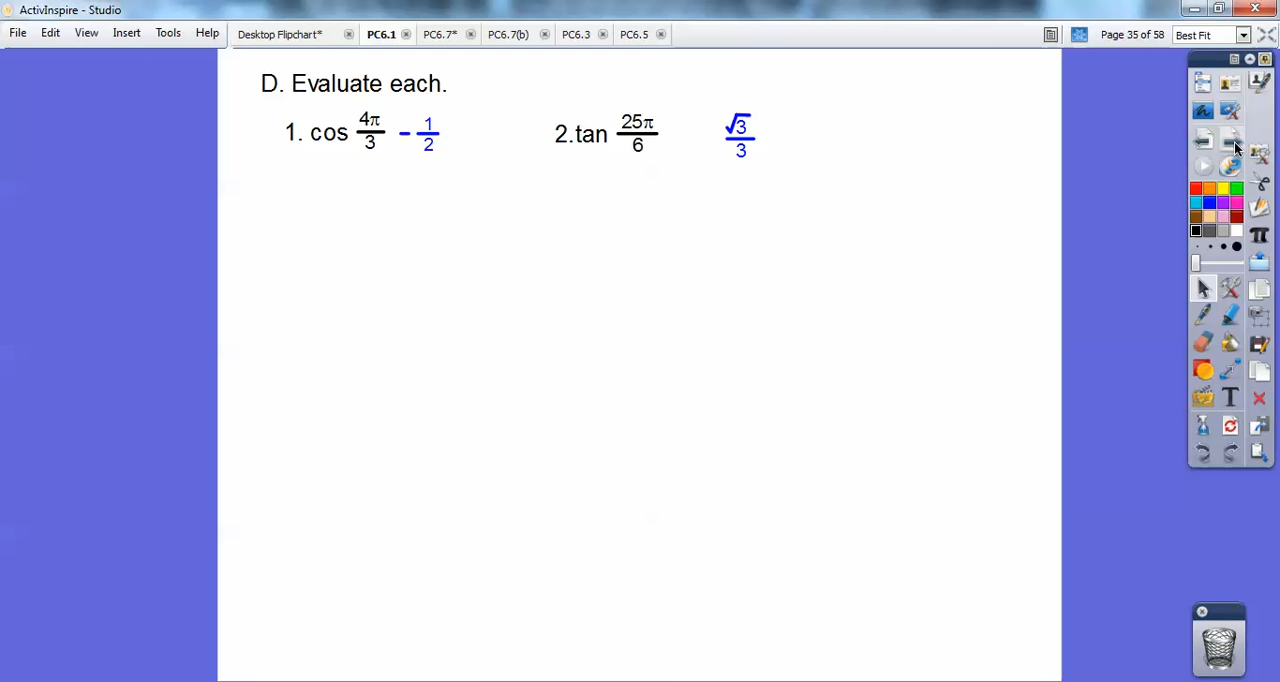 ActivInspire - Studio
File Edit View Insert Tools Help Desktop Flipchart* PC6.1 PC6.7* PC6.7(b) PC6.3 PC6.5 Page 35 of 58 Best Fit
D. Evaluate each.
1. cos 4π/3 - 1/2 2.tan 25π/6 √3/3